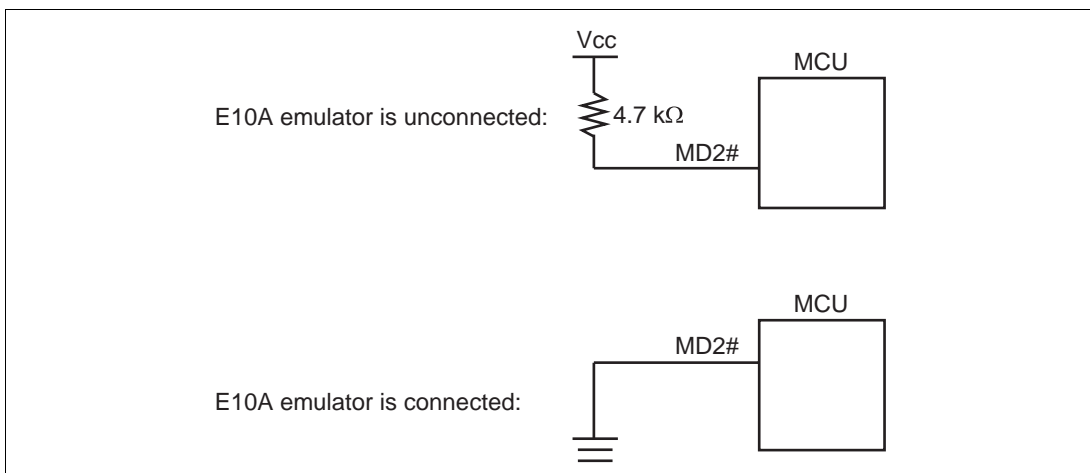 Vcc
MCU
E10A emulator is unconnected:
4.7 kΩ
MD2#
MCU
MD2#
E10A emulator is connected: